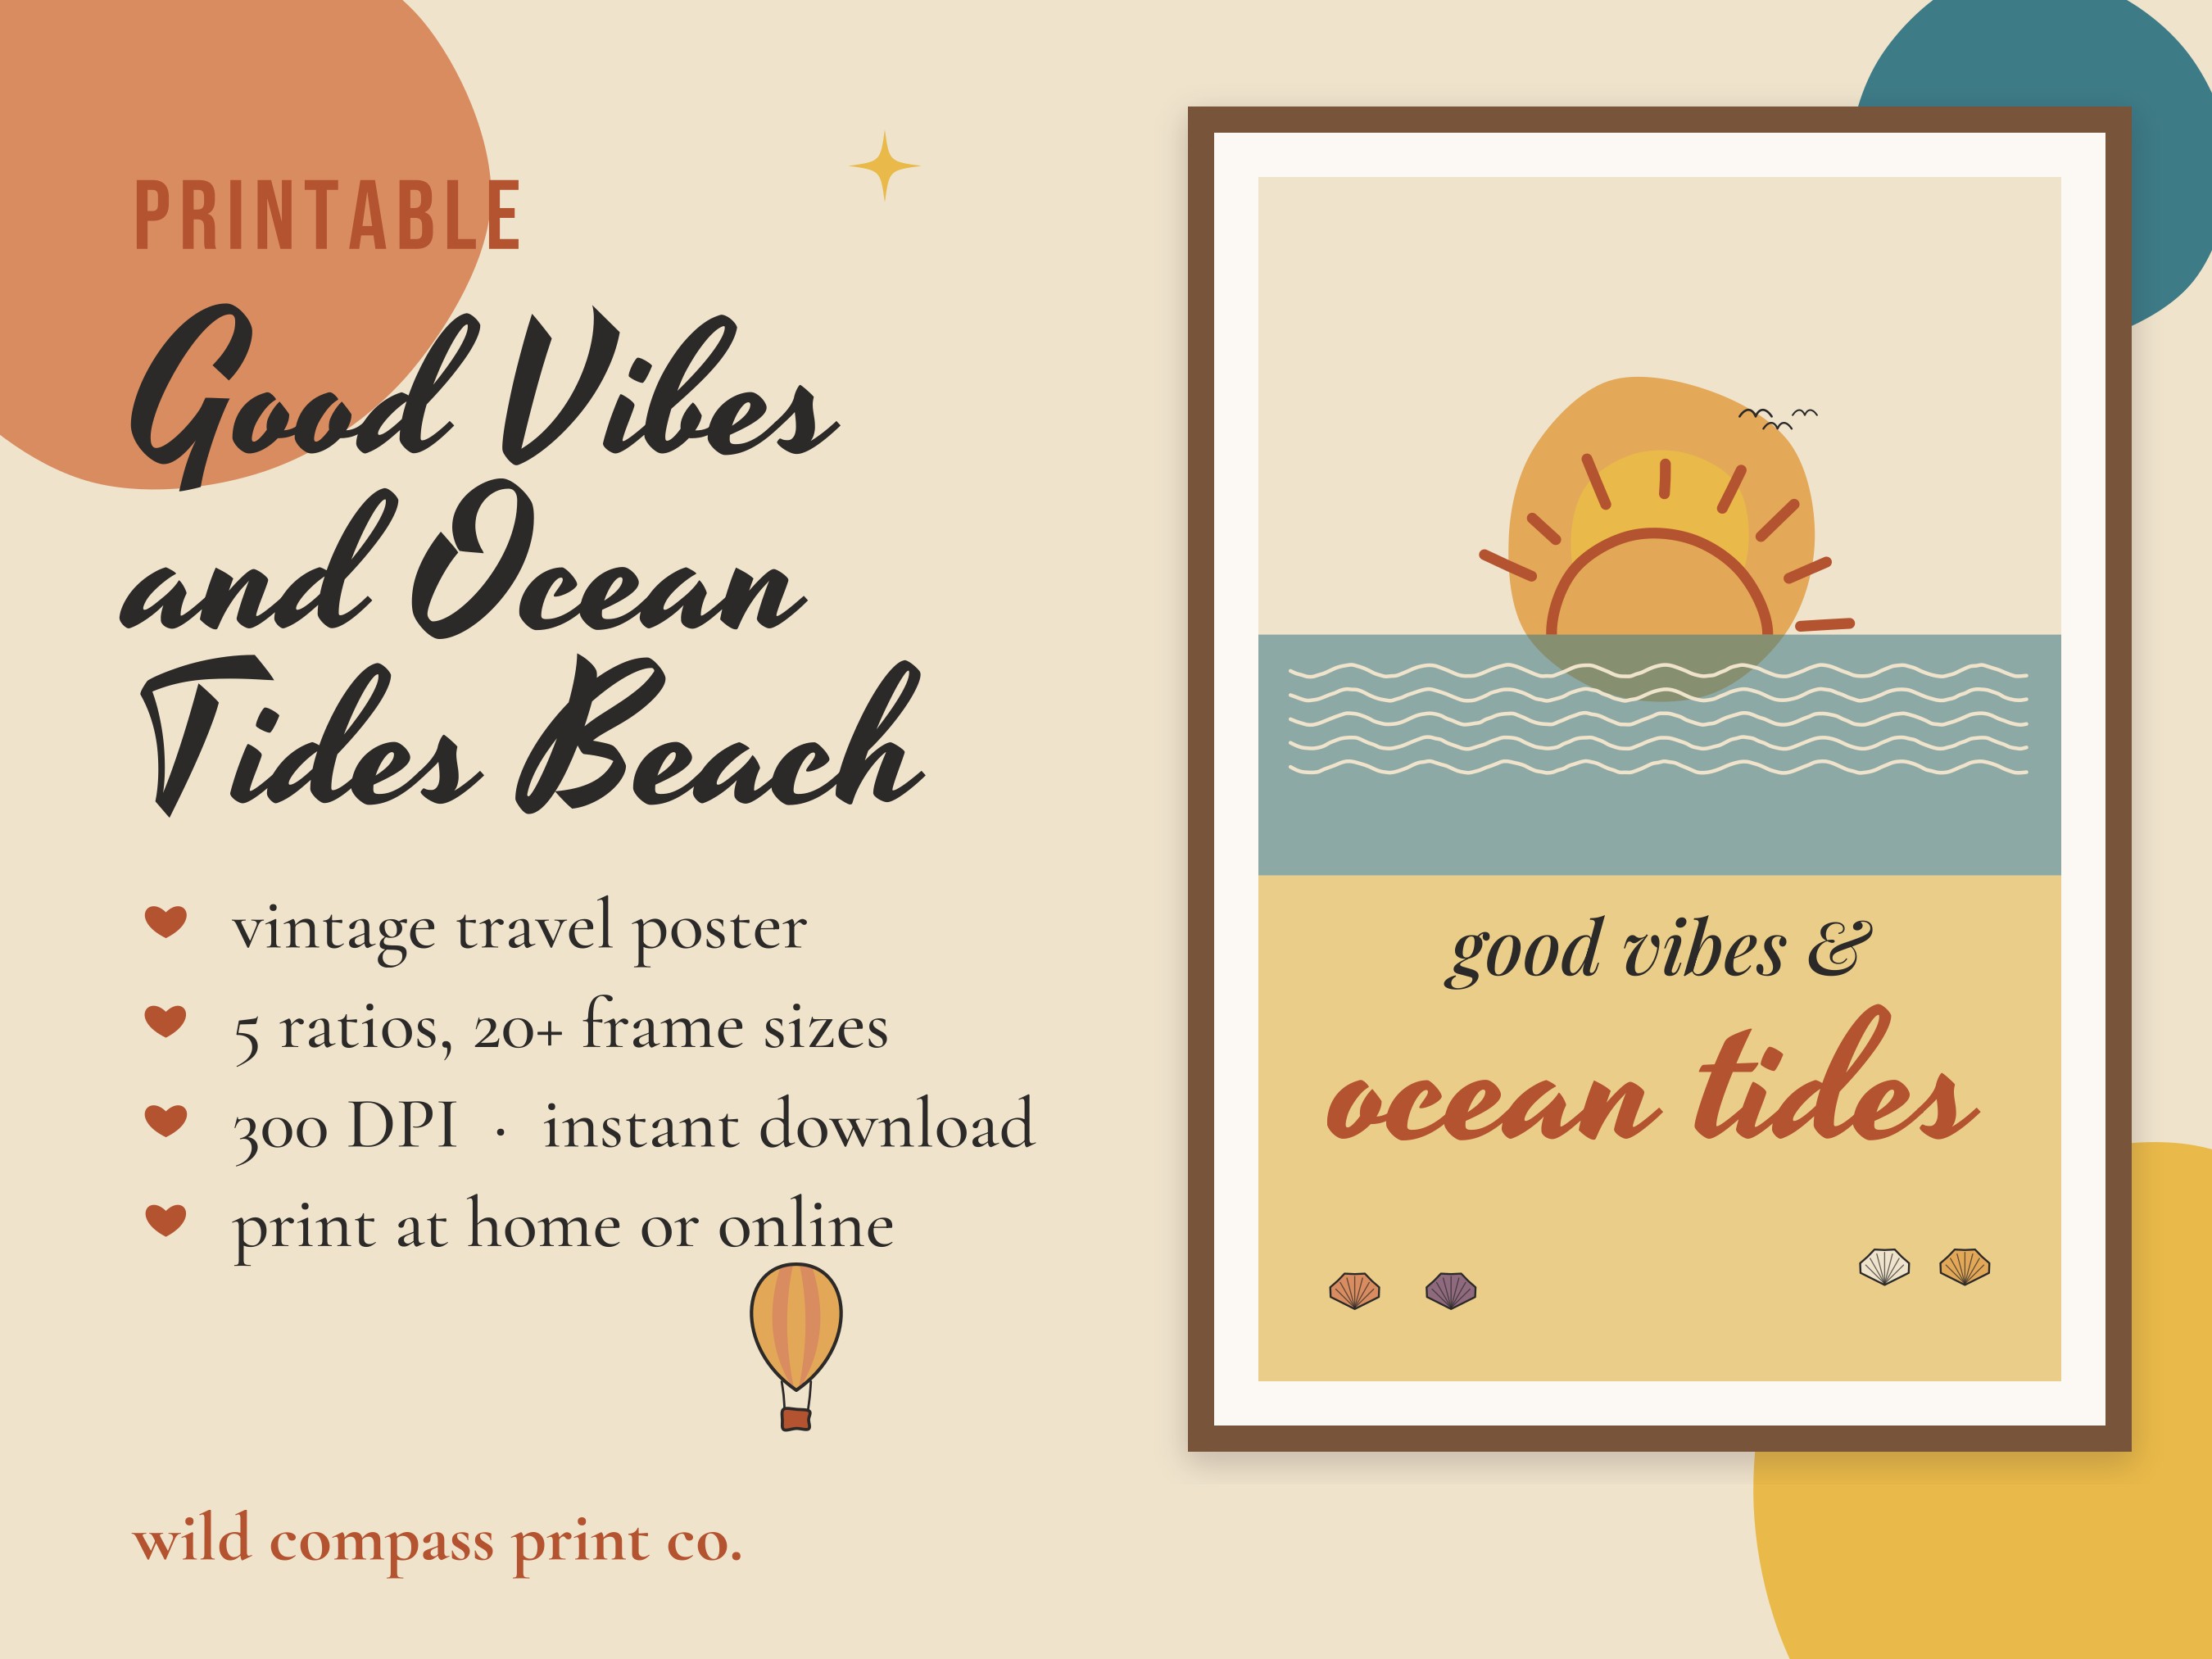 PRINTABLE
Good Vibes
and Ocean
Tides Beach
vintage travel poster
5 ratios, 20+ frame sizes
300 DPI · instant download
print at home or online
wild compass print co.
good vibes &
ocean tides